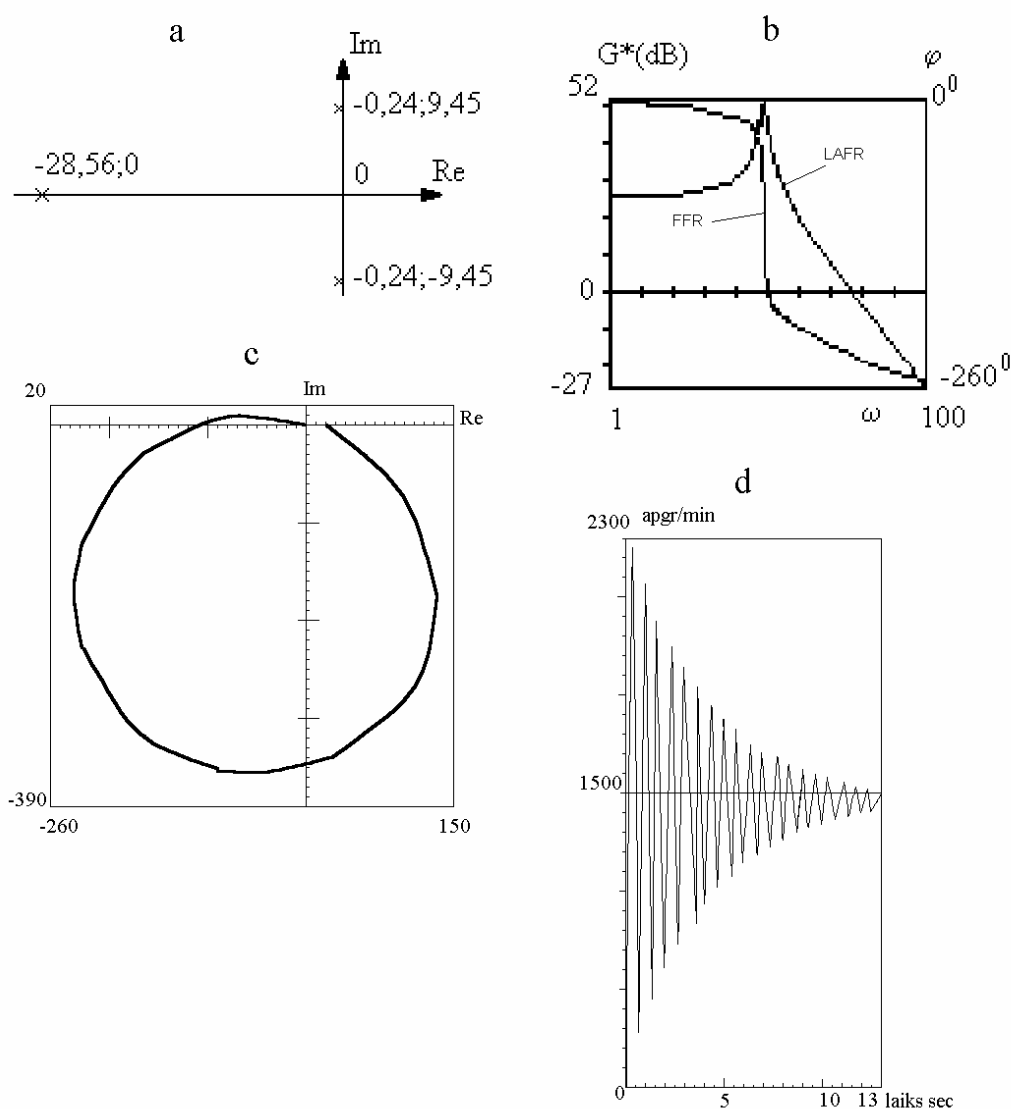 a
Im
-0,24;9,45
-28,56;0
0
Re
-0,24;-9,45
b
G*(dB)
φ
52
0⁰
LAFR
FFR
0
-27
-260⁰
1
ω
100
c
20
Im
Re
-390
-260
150
d
2300
apgr/min
1500
0
5
10
13
laiks sec